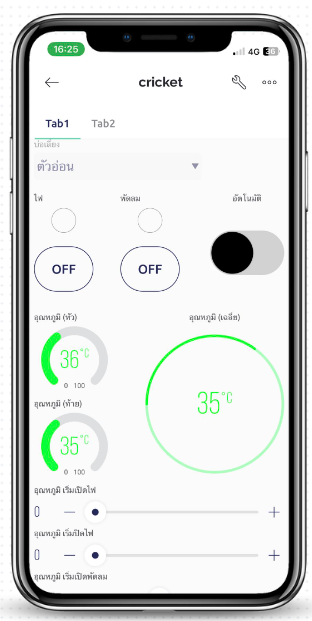 16:25
4G
cricket
Tab1 Tab2
บ่อเลี้ยง
ตัวอ่อน
ไฟ พัดลม อัตโนมัติ
OFF OFF
อุณหภูมิ (หัว) อุณหภูมิ (เฉลี่ย)
36°C
0 100
อุณหภูมิ (ท้าย)
35°C
35°C
0 100
อุณหภูมิ เริ่มเปิดไฟ
0
อุณหภูมิ เริ่มปิดไฟ
0
อุณหภูมิ เริ่มเปิดพัดลม